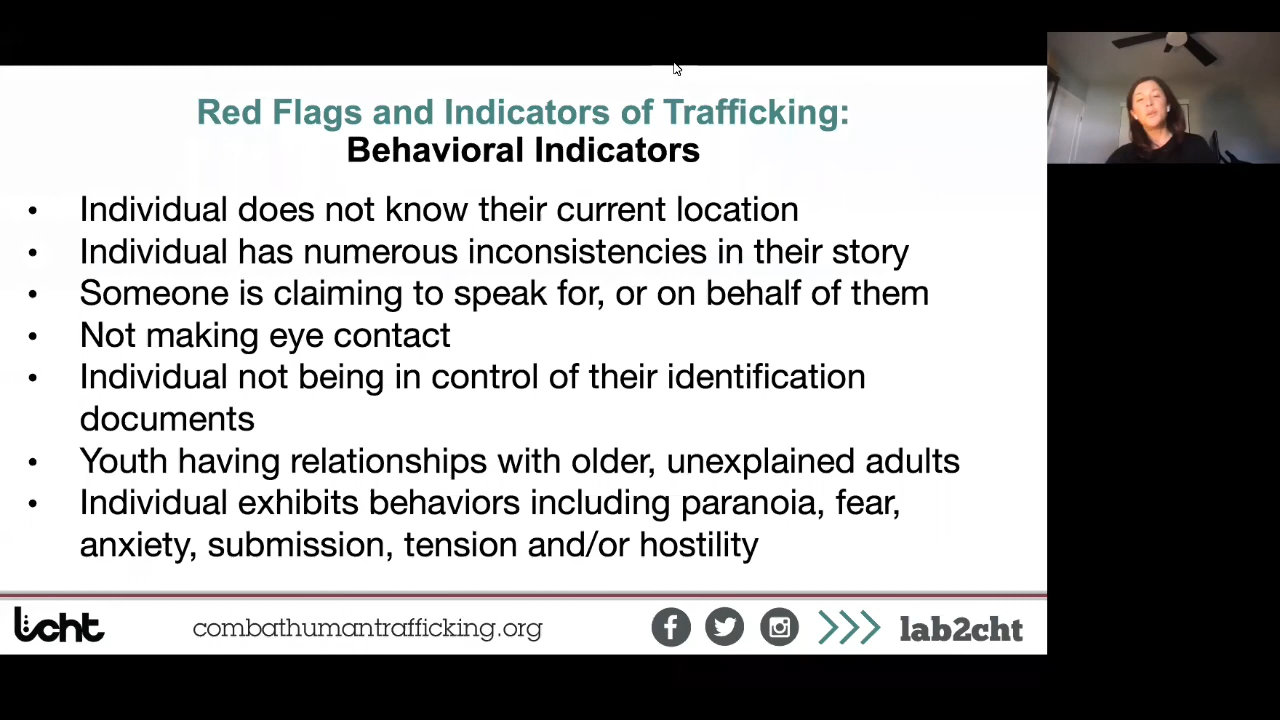 Red Flags and Indicators of Trafficking:
Behavioral Indicators
• Individual does not know their current location
• Individual has numerous inconsistencies in their story
• Someone is claiming to speak for, or on behalf of them
• Not making eye contact
• Individual not being in control of their identification
documents
• Youth having relationships with older, unexplained adults
• Individual exhibits behaviors including paranoia, fear,
anxiety, submission, tension and/or hostility
lcht combathumantrafficking.org lab2cht